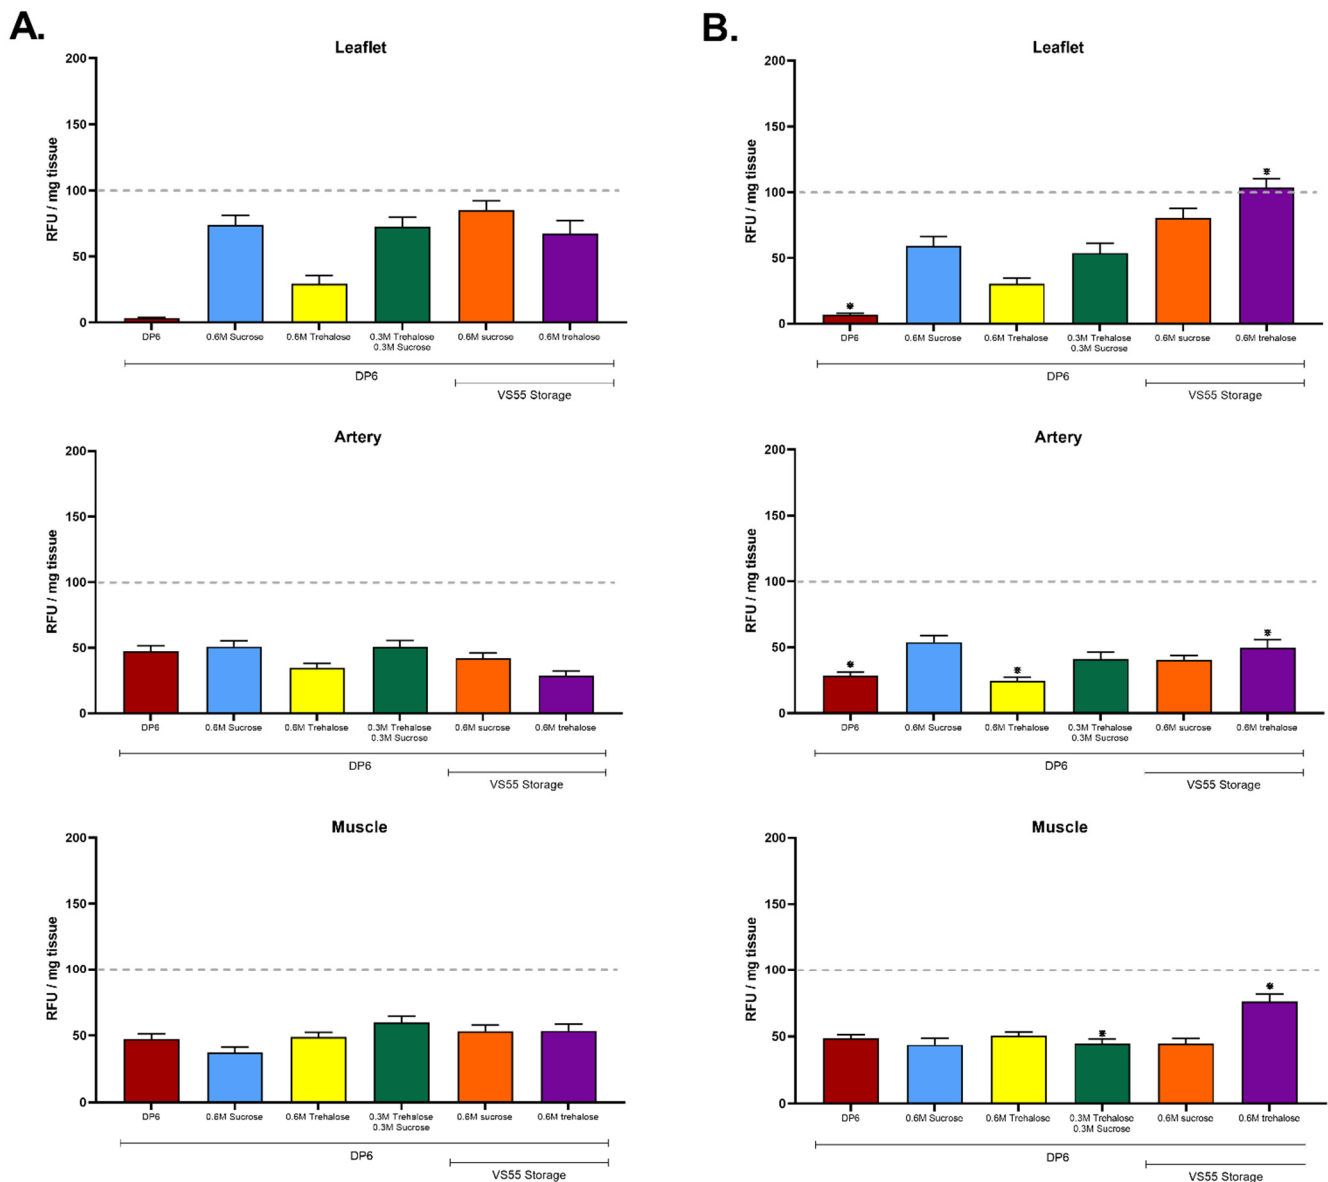 A.
Leaflet
RFU / mg tissue
200
150
100
50
0
DP6
0.6M Sucrose
0.6M Trehalose
0.3M Trehalose
0.3M Sucrose
0.6M sucrose
0.6M trehalose
DP6
VS55 Storage
Artery
RFU / mg tissue
200
150
100
50
0
DP6
0.6M Sucrose
0.6M Trehalose
0.3M Trehalose
0.3M Sucrose
0.6M sucrose
0.6M trehalose
DP6
VS55 Storage
Muscle
RFU / mg tissue
200
150
100
50
0
DP6
0.6M Sucrose
0.6M Trehalose
0.3M Trehalose
0.3M Sucrose
0.6M sucrose
0.6M trehalose
DP6
VS55 Storage
B.
Leaflet
RFU / mg tissue
200
150
100
50
0
*
*
DP6
0.6M Sucrose
0.6M Trehalose
0.3M Trehalose
0.3M Sucrose
0.6M sucrose
0.6M trehalose
DP6
VS55 Storage
Artery
RFU / mg tissue
200
150
100
50
0
*
*
*
DP6
0.6M Sucrose
0.6M Trehalose
0.3M Trehalose
0.3M Sucrose
0.6M sucrose
0.6M trehalose
DP6
VS55 Storage
Muscle
RFU / mg tissue
200
150
100
50
0
*
*
DP6
0.6M Sucrose
0.6M Trehalose
0.3M Trehalose
0.3M Sucrose
0.6M sucrose
0.6M trehalose
DP6
VS55 Storage